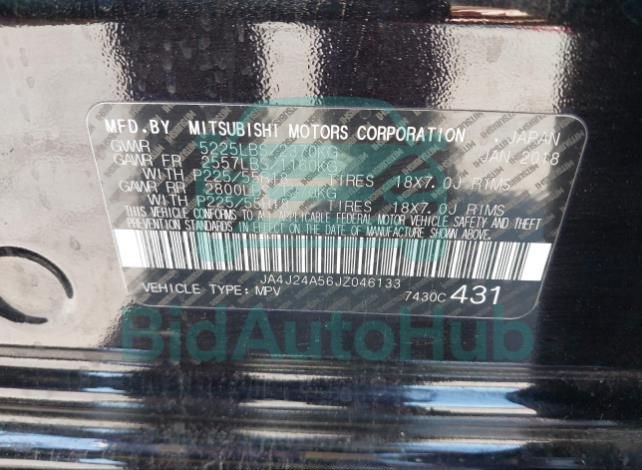 MFD.BY MITSUBISHI MOTORS CORPORATION JAPAN
GVWR 5225LBS 2370KG JAN 2018
GAWR FR 2557LBS 1160KG
WITH P225/55R18 TIRES 18X7.0J RIMS
GAWR RR 2800LBS
WITH P225/55R18 TIRES 18X7.0J RIMS
THIS VEHICLE CONFORMS TO ALL APPLICABLE FEDERAL MOTOR VEHICLE SAFETY AND THEFT
PREVENTION STANDARDS IN EFFECT ON THE DATE OF MANUFACTURE SHOWN ABOVE.
JA4J24A56JZ046133
VEHICLE TYPE: MPV 7430C 431
BidAutoHub